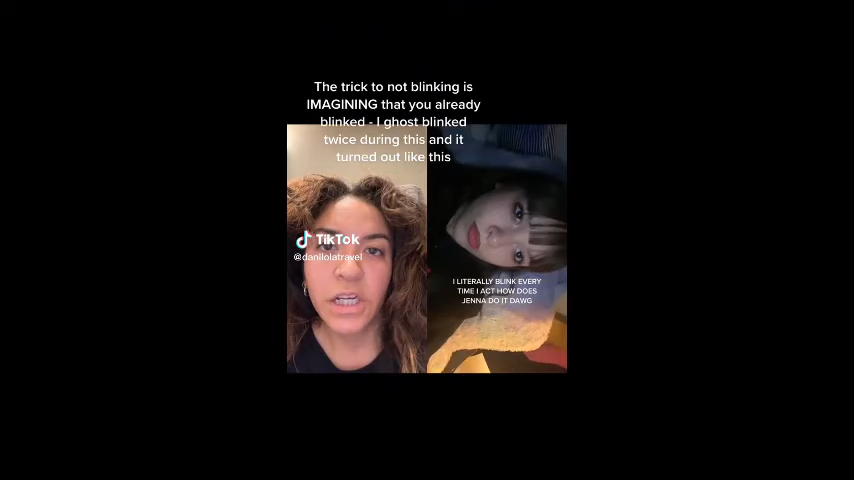 The trick to not blinking is
IMAGINING that you already
blinked - I ghost blinked
twice during this and it
turned out like this
TikTok
@danilolatravel
I LITERALLY BLINK EVERY
TIME I ACT HOW DOES
JENNA DO IT DAWG